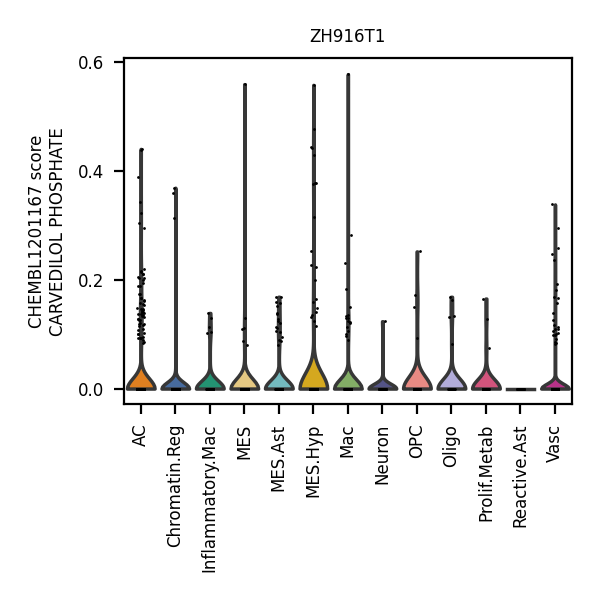 ZH916T1
CHEMBL1201167 score
CARVEDILOL PHOSPHATE
0.6
0.4
0.2
0.0
AC
Chromatin.Reg
Inflammatory.Mac
MES
MES.Ast
MES.Hyp
Mac
Neuron
OPC
Oligo
Prolif.Metab
Reactive.Ast
Vasc